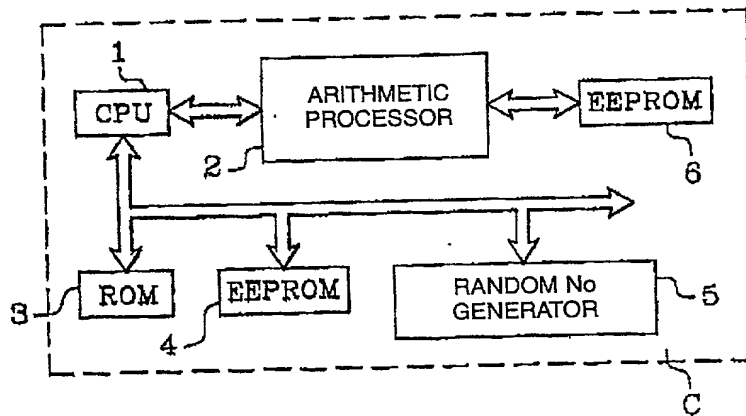 1
CPU
ARITHMETIC
PROCESSOR
2
EEPROM
6
3
ROM
4
EEPROM
RANDOM No
GENERATOR
5
C